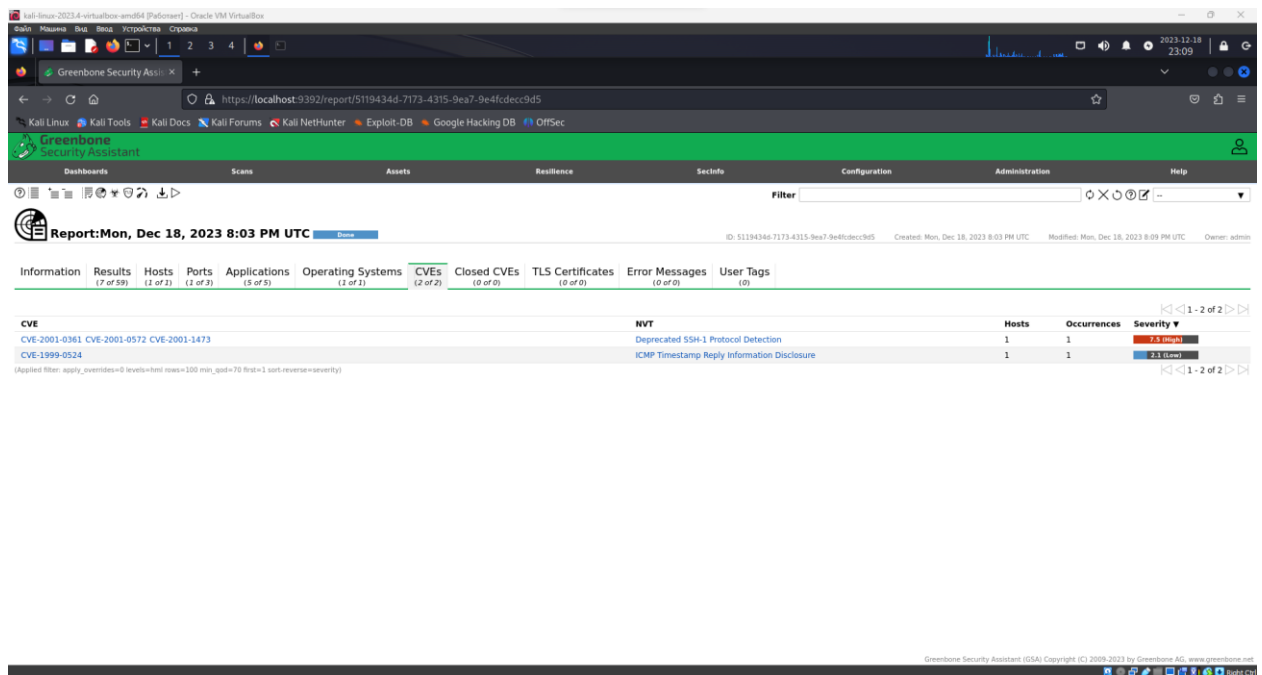 kali-linux-2023.4-virtualbox-amd64 [Работает] - Oracle VM VirtualBox
Файл Машина Вид Ввод Устройства Справка
1 2 3 4 2023-12-18 23:09
Greenbone Security Assis
https://localhost:9392/report/5119434d-7173-4315-9ea7-9e4fcdecc9d5
Kali Linux Kali Tools Kali Docs Kali Forums Kali NetHunter Exploit-DB Google Hacking DB OffSec
Greenbone
Security Assistant
Dashboards Scans Assets Resilience SecInfo Configuration Administration Help
Filter --
Report:Mon, Dec 18, 2023 8:03 PM UTC Done ID: 5119434d-7173-4315-9ea7-9e4fcdecc9d5 Created: Mon, Dec 18, 2023 8:03 PM UTC Modified: Mon, Dec 18, 2023 8:09 PM UTC Owner: admin
Information Results Hosts Ports Applications Operating Systems CVEs Closed CVEs TLS Certificates Error Messages User Tags
(7 of 59) (1 of 1) (1 of 3) (5 of 5) (1 of 1) (2 of 2) (0 of 0) (0 of 0) (0 of 0) (0)
1 - 2 of 2
CVE NVT Hosts Occurrences Severity ▼
CVE-2001-0361 CVE-2001-0572 CVE-2001-1473 Deprecated SSH-1 Protocol Detection 1 1 7.5 (High)
CVE-1999-0524 ICMP Timestamp Reply Information Disclosure 1 1 2.1 (Low)
(Applied filter: apply_overrides=0 levels=hml rows=100 min_qod=70 first=1 sort-reverse=severity) 1 - 2 of 2
Greenbone Security Assistant (GSA) Copyright (C) 2009-2023 by Greenbone AG, www.greenbone.net
Right Ctrl